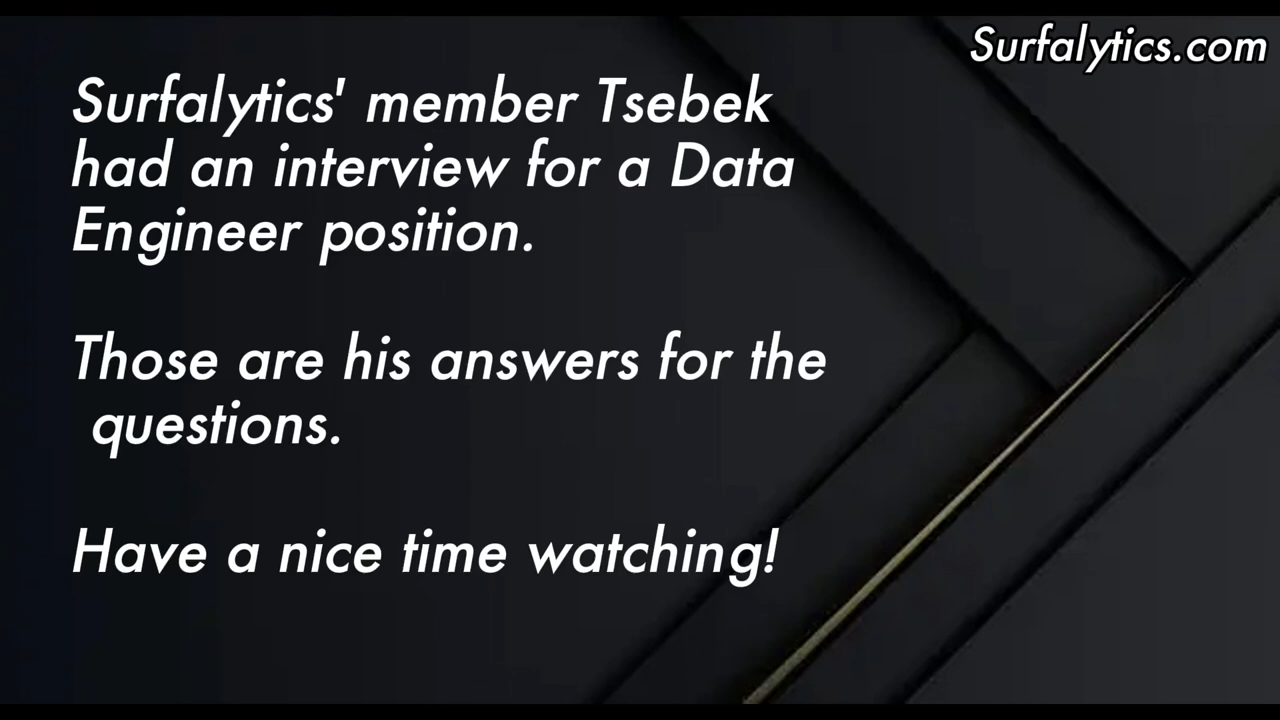 Surfalytics.com
Surfalytics' member Tsebek
had an interview for a Data
Engineer position.
Those are his answers for the
questions.
Have a nice time watching!